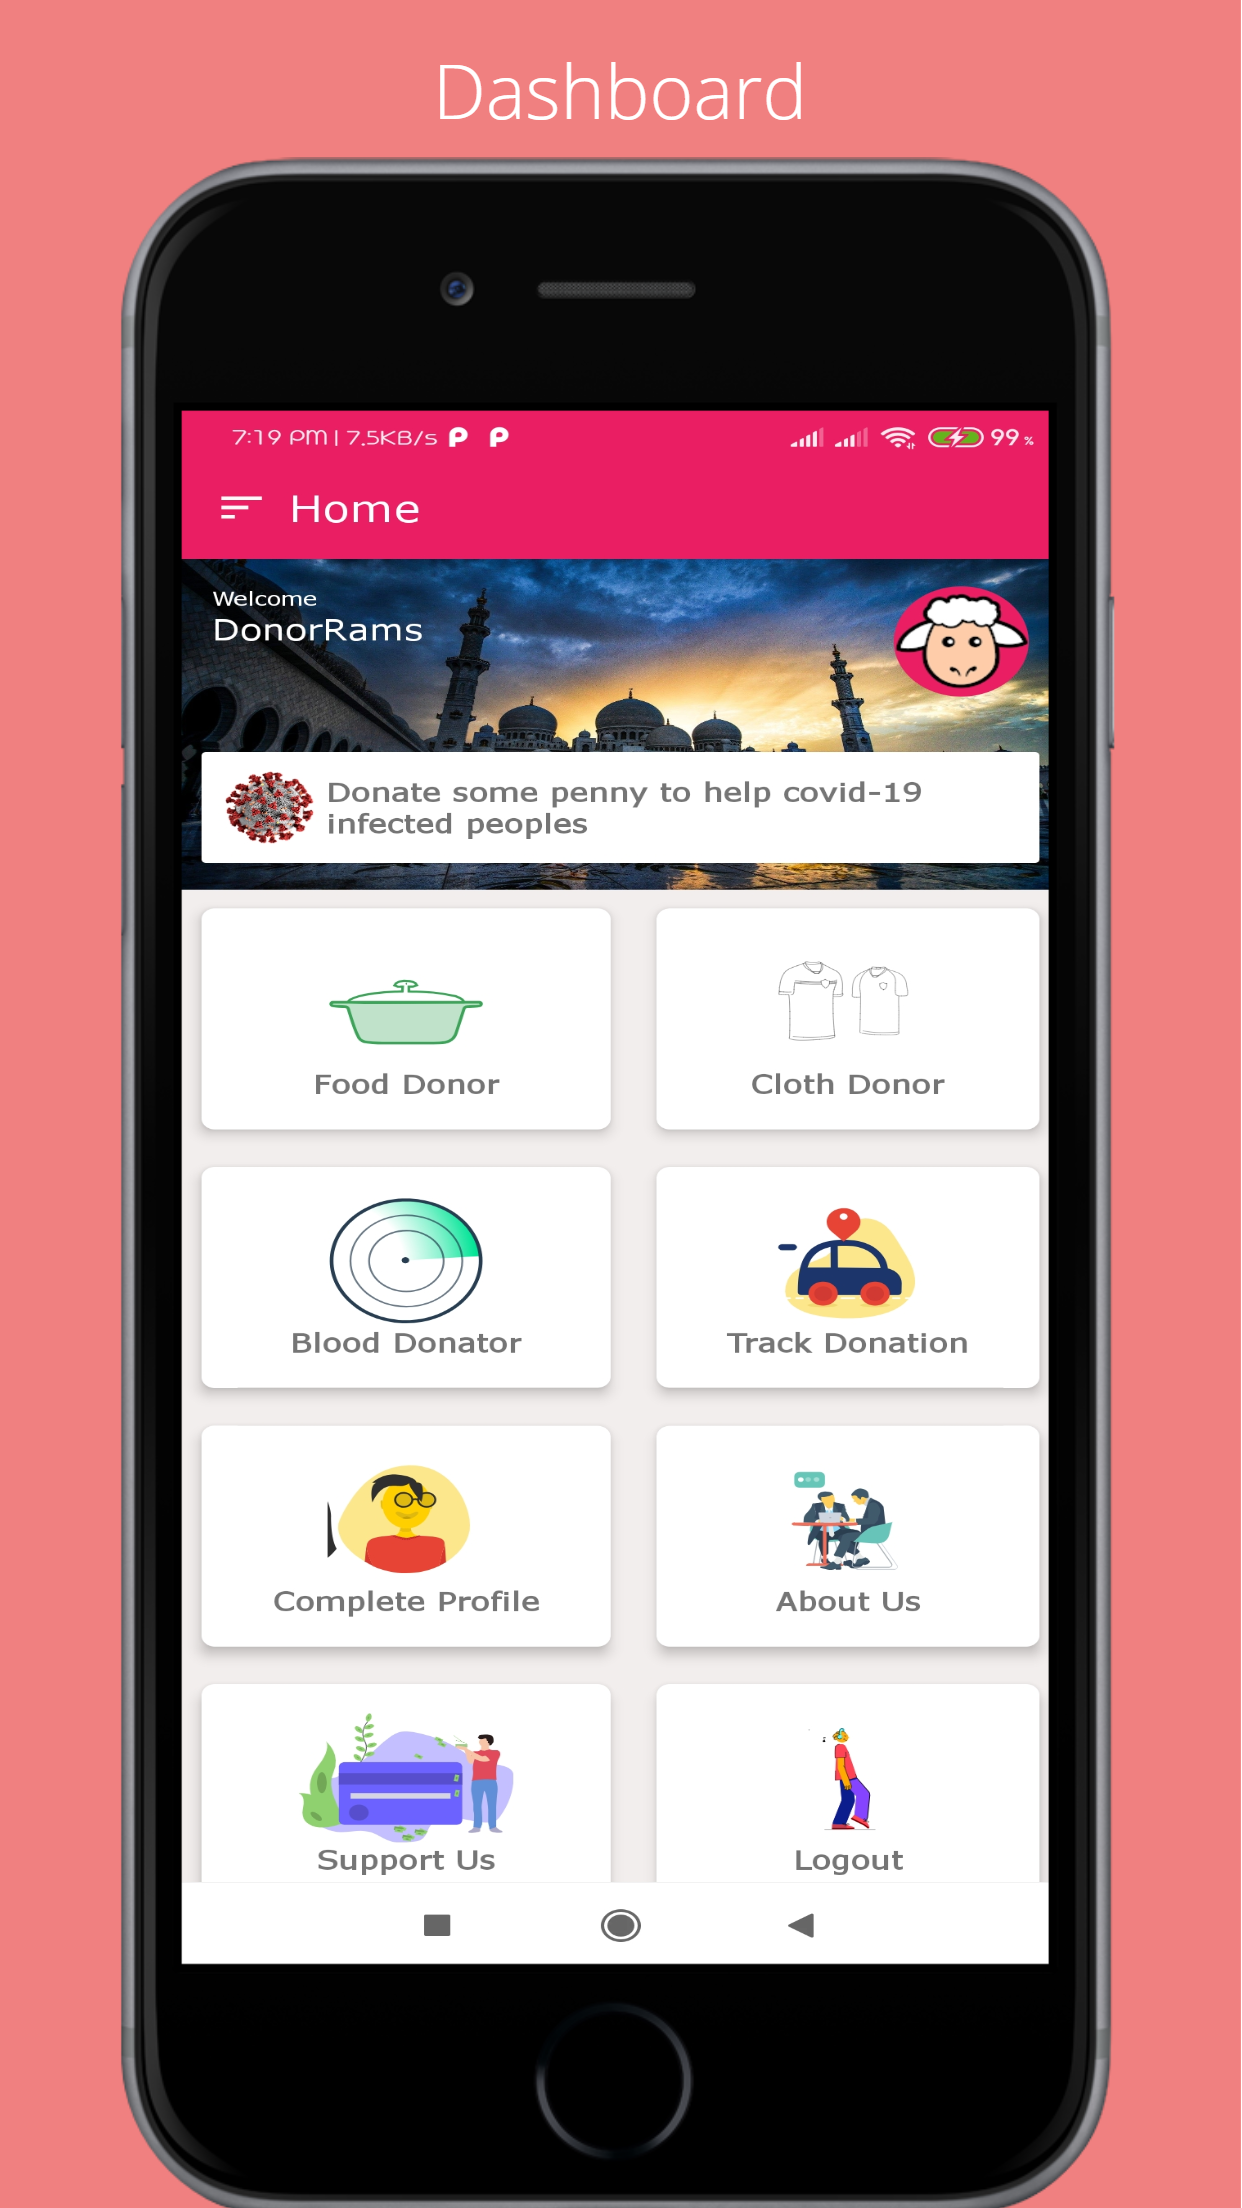 Dashboard
7:19 PM | 7.5KB/s
99 %
Home
Welcome
DonorRams
Donate some penny to help covid-19
infected peoples
Food Donor
Cloth Donor
Blood Donator
Track Donation
Complete Profile
About Us
Support Us
Logout